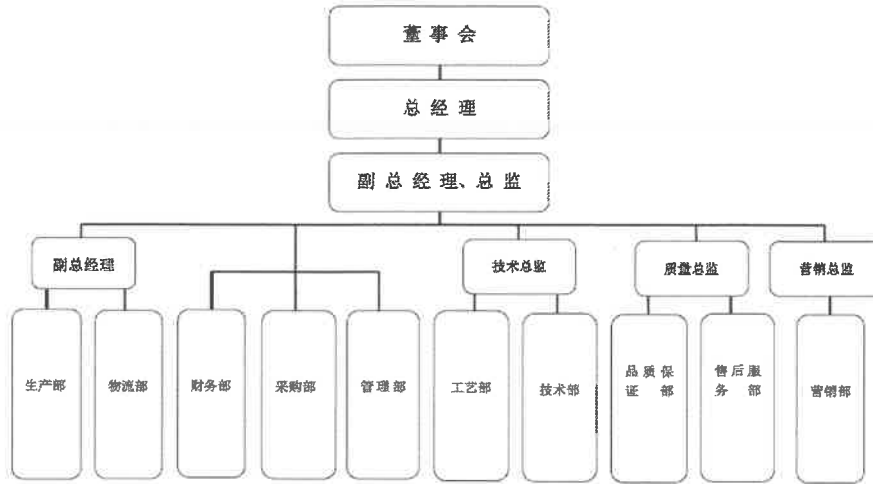 董事会
总经理
副总经理、总监
副总经理
技术总监
质量总监
营销总监
生产部
物流部
财务部
采购部
管理部
工艺部
技术部
品质保
证部
售后服
务部
营销部